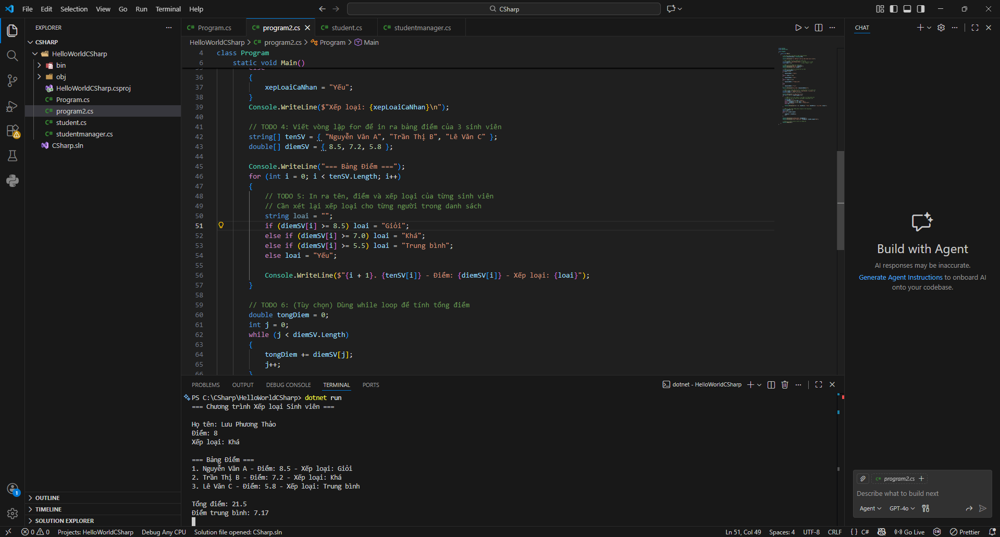 File Edit Selection View Go Run Terminal Help
CSharp
EXPLORER
CSHARP
HelloWorldCSharp
bin
obj
HelloWorldCSharp.csproj
Program.cs
program2.cs
student.cs
studentmanager.cs
CSharp.sln
OUTLINE
TIMELINE
SOLUTION EXPLORER
C# Program.cs C# program2.cs C# student.cs C# studentmanager.cs
HelloWorldCSharp > C# program2.cs > Program > Main
4 class Program
6 static void Main()
36 {
37 xepLoaiCaNhan = "Yếu";
38 }
39 Console.WriteLine($"Xếp loại: {xepLoaiCaNhan}\n");
40
41 // TODO 4: Viết vòng lặp for để in ra bảng điểm của 3 sinh viên
42 string[] tenSV = { "Nguyễn Văn A", "Trần Thị B", "Lê Văn C" };
43 double[] diemSV = { 8.5, 7.2, 5.8 };
44
45 Console.WriteLine("=== Bảng Điểm ===");
46 for (int i = 0; i < tenSV.Length; i++)
47 {
48 // TODO 5: In ra tên, điểm và xếp loại của từng sinh viên
49 // Cần xét lại xếp loại cho từng người trong danh sách
50 string loai = "";
51 if (diemSV[i] >= 8.5) loai = "Giỏi";
52 else if (diemSV[i] >= 7.0) loai = "Khá";
53 else if (diemSV[i] >= 5.5) loai = "Trung bình";
54 else loai = "Yếu";
55
56 Console.WriteLine($"{i + 1}. {tenSV[i]} - Điểm: {diemSV[i]} - Xếp loại: {loai}");
57 }
58
59 // TODO 6: (Tùy chọn) Dùng while loop để tính tổng điểm
60 double tongDiem = 0;
61 int j = 0;
62 while (j < diemSV.Length)
63 {
64 tongDiem += diemSV[j];
65 j++;
66 }
PROBLEMS OUTPUT DEBUG CONSOLE TERMINAL PORTS
dotnet - HelloWorldCSharp
PS C:\CSharp\HelloWorldCSharp> dotnet run
=== Chương trình Xếp loại Sinh viên ===
Họ tên: Lưu Phương Thảo
Điểm: 8
Xếp loại: Khá
=== Bảng Điểm ===
1. Nguyễn Văn A - Điểm: 8.5 - Xếp loại: Giỏi
2. Trần Thị B - Điểm: 7.2 - Xếp loại: Khá
3. Lê Văn C - Điểm: 5.8 - Xếp loại: Trung bình
Tổng điểm: 21.5
Điểm trung bình: 7.17
CHAT
Build with Agent
AI responses may be inaccurate.
Generate Agent Instructions to onboard AI
onto your codebase.
C# program2.cs +
Describe what to build next
Agent GPT-4o
1
0 0 Projects: HelloWorldCSharp Debug Any CPU Solution file opened: CSharp.sln
Ln 51, Col 49 Spaces: 4 UTF-8 CRLF { } C# Go Live Prettier